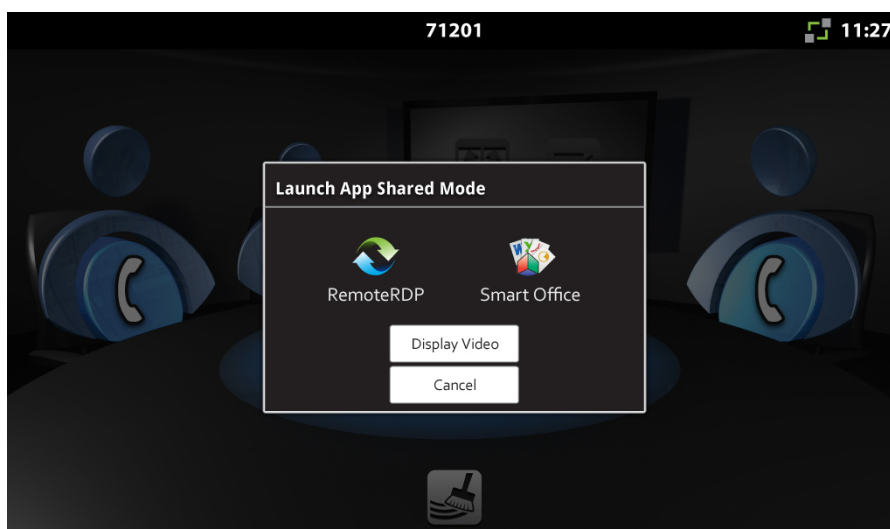 71201
11:27
Launch App Shared Mode
RemoteRDP
Smart Office
Display Video
Cancel